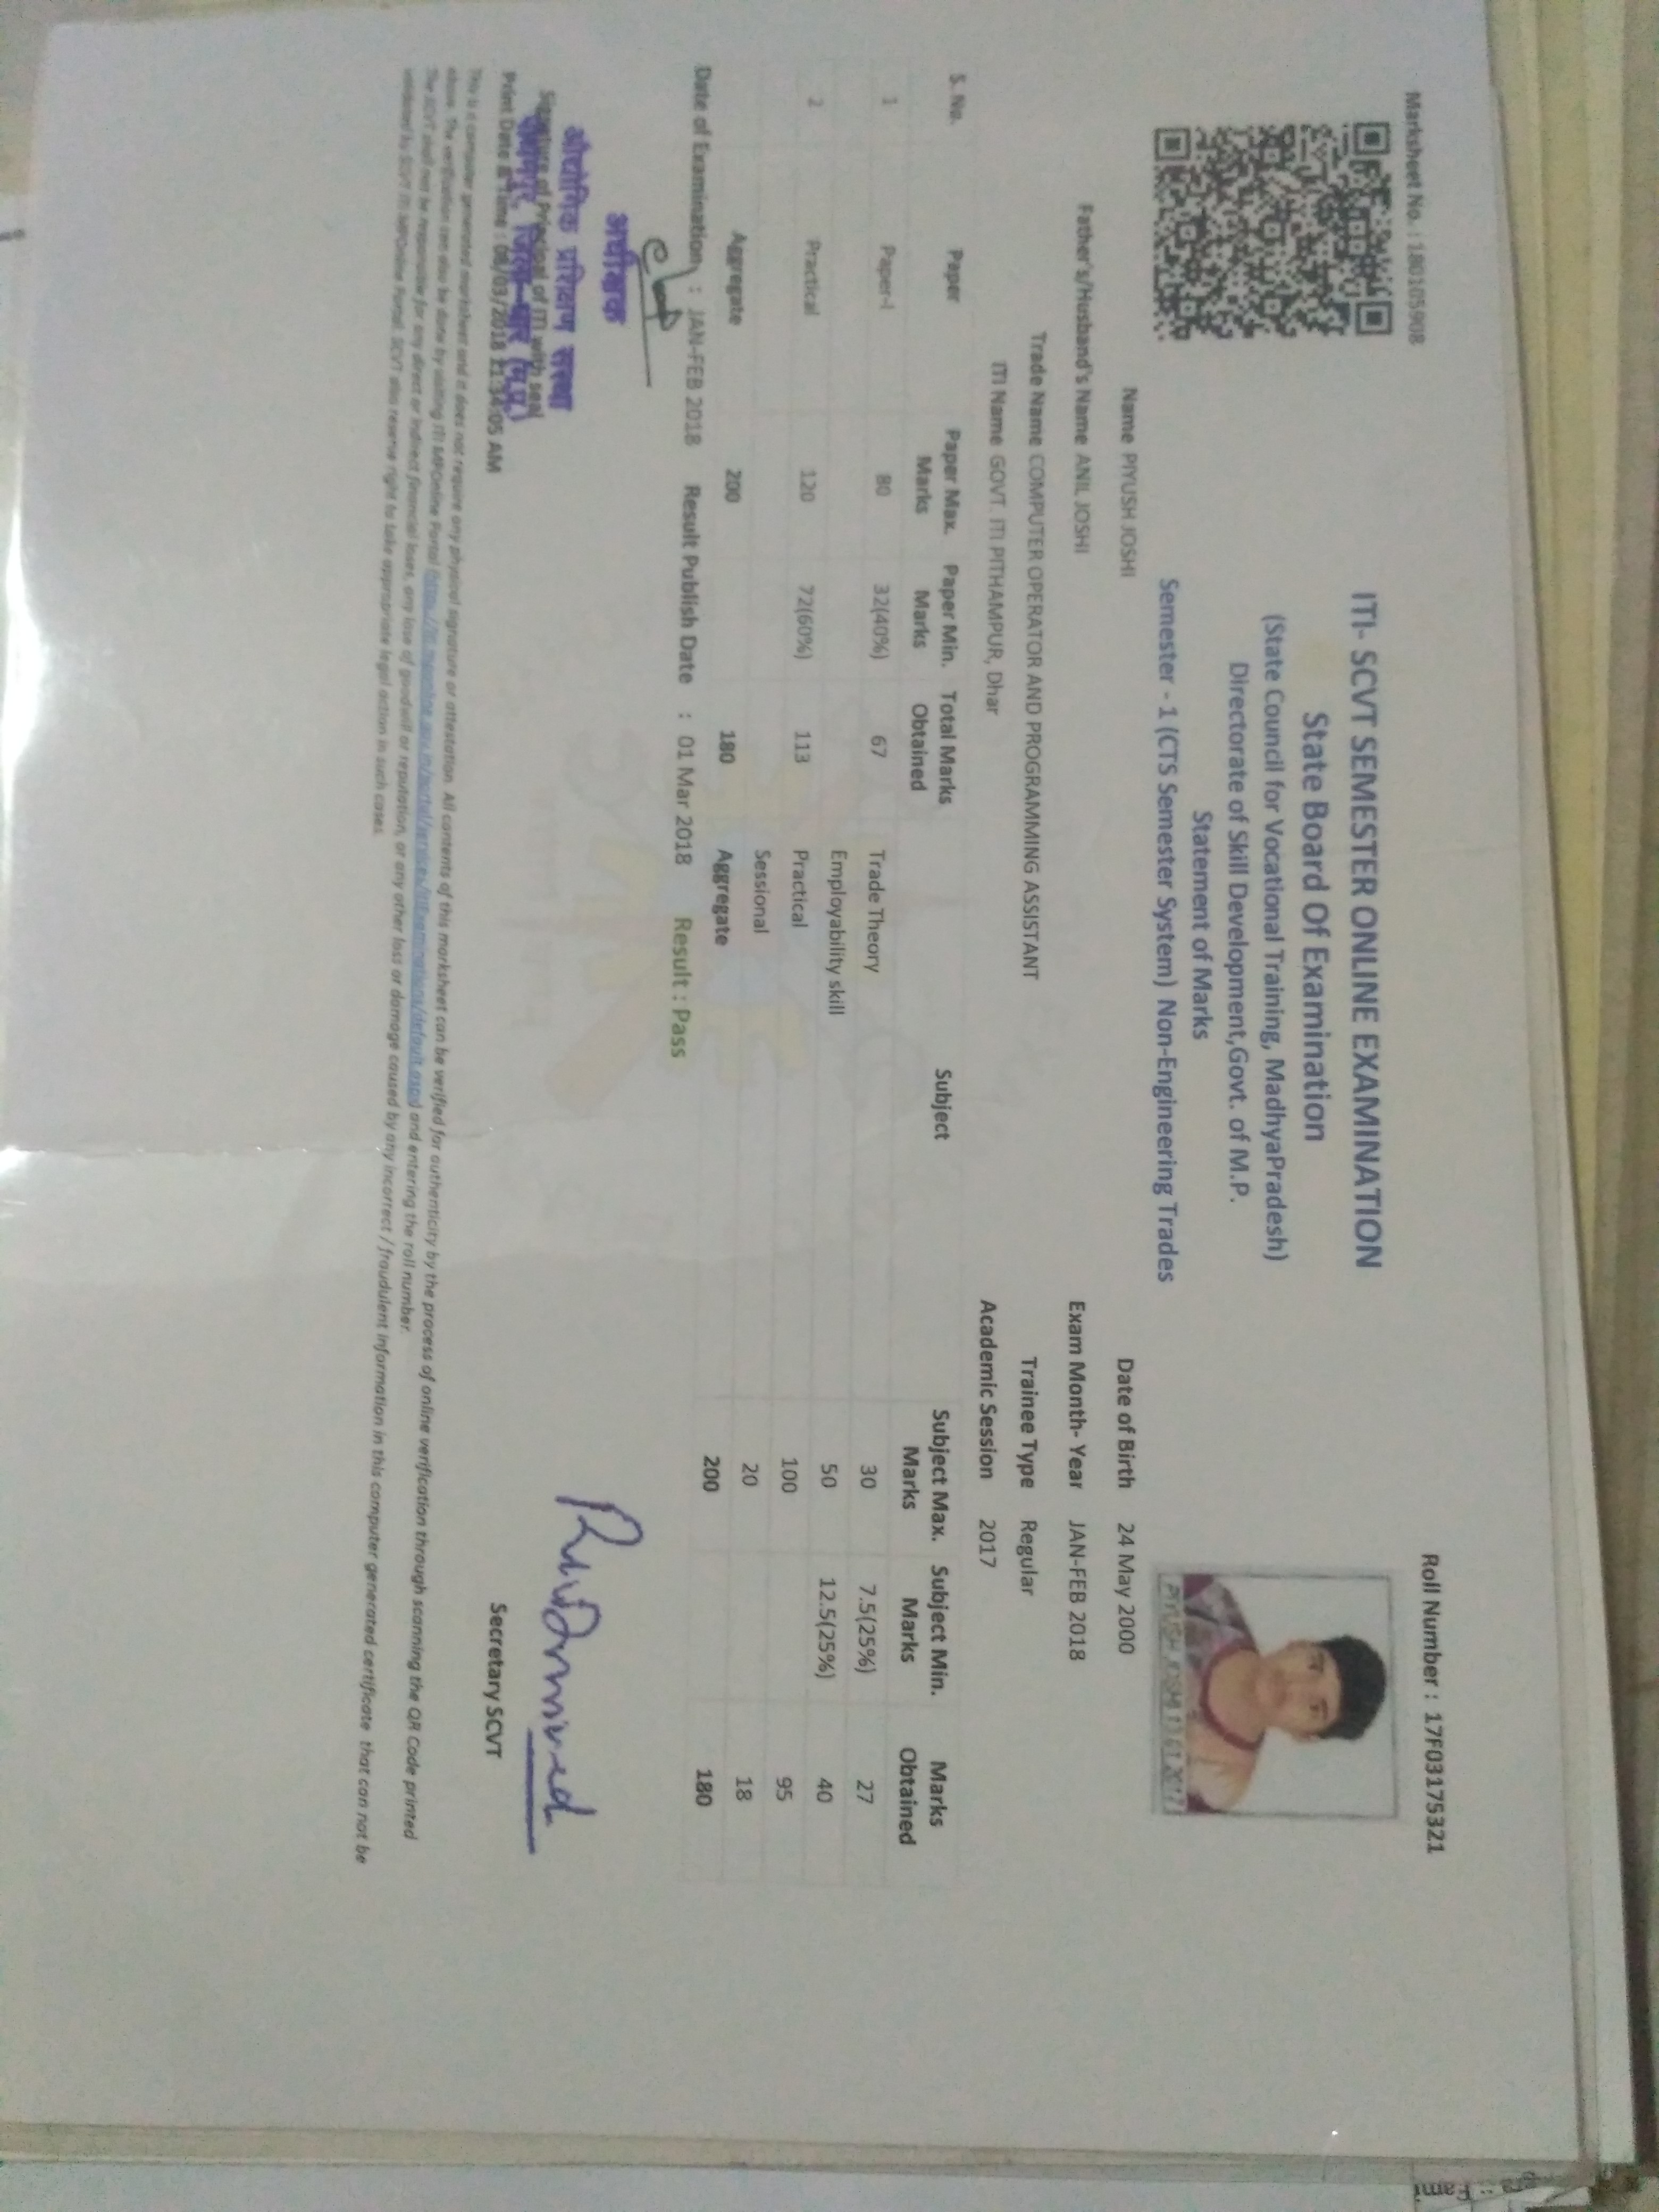 Marksheet No. : 180105908
Roll Number : 17F03175321
ITI- SCVT SEMESTER ONLINE EXAMINATION
State Board Of Examination
(State Council for Vocational Training, MadhyaPradesh)
Directorate of Skill Development,Govt. of M.P.
Statement of Marks
Semester - 1 (CTS Semester System) Non-Engineering Trades
PIYUSH JOSHI
Name PIYUSH JOSHI Date of Birth 24 May 2000
Father's/Husband's Name ANIL JOSHI Exam Month- Year JAN-FEB 2018
Trade Name COMPUTER OPERATOR AND PROGRAMMING ASSISTANT Trainee Type Regular
ITI Name GOVT. ITI PITHAMPUR, Dhar Academic Session 2017
S. No. Paper Paper Max. Marks Paper Min. Marks Total Marks Obtained Subject Subject Max. Marks Subject Min. Marks Marks Obtained
1 Paper-I 80 32(40%) 67 Trade Theory 30 7.5(25%) 27
Employability skill 50 12.5(25%) 40
2 Practical 120 72(60%) 113 Practical 100 95
Sessional 20 18
Aggregate 200 180 Aggregate 200 180
Date of Examination : JAN-FEB 2018 Result Publish Date : 01 Mar 2018 Result : Pass
अधीक्षक
औद्योगिक प्रशिक्षण संस्था
Signature of Principal of ITI with seal
Secretary SCVT
Print Date & Time : 06/03/2018 11:34:05 AM
This is a computer generated marksheet and it does not require any physical signature or attestation. All contents of this marksheet can be verified for authenticity by the process of online verification through scanning the QR Code printed
above. The verification can also be done by visiting ITI MPOnline Portal and entering the roll number.
The SCVT shall not be responsible for any direct or indirect financial loses, any lose of goodwill or reputation, or any other loss or damage caused by any incorrect / fraudulent information in this computer generated certificate that can not be
validated by SCVT ITI MPOnline Portal. SCVT also reserve right to take appropriate legal action in such cases.